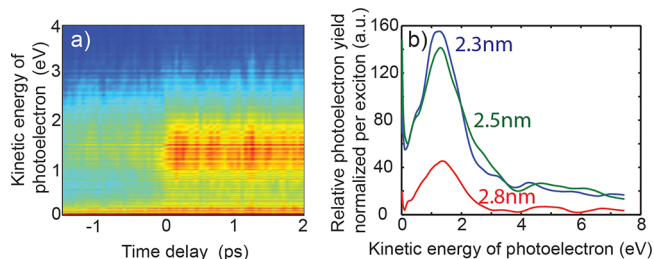 a)
Kinetic energy of
photoelectron (eV)
4
3
2
1
0
-1
0
1
2
Time delay (ps)
b)
Relative photoelectron yield
normalized per exciton (a.u.)
160
120
80
40
0
2.3nm
2.5nm
2.8nm
0
2
4
6
8
Kinetic energy of photoelectron (eV)